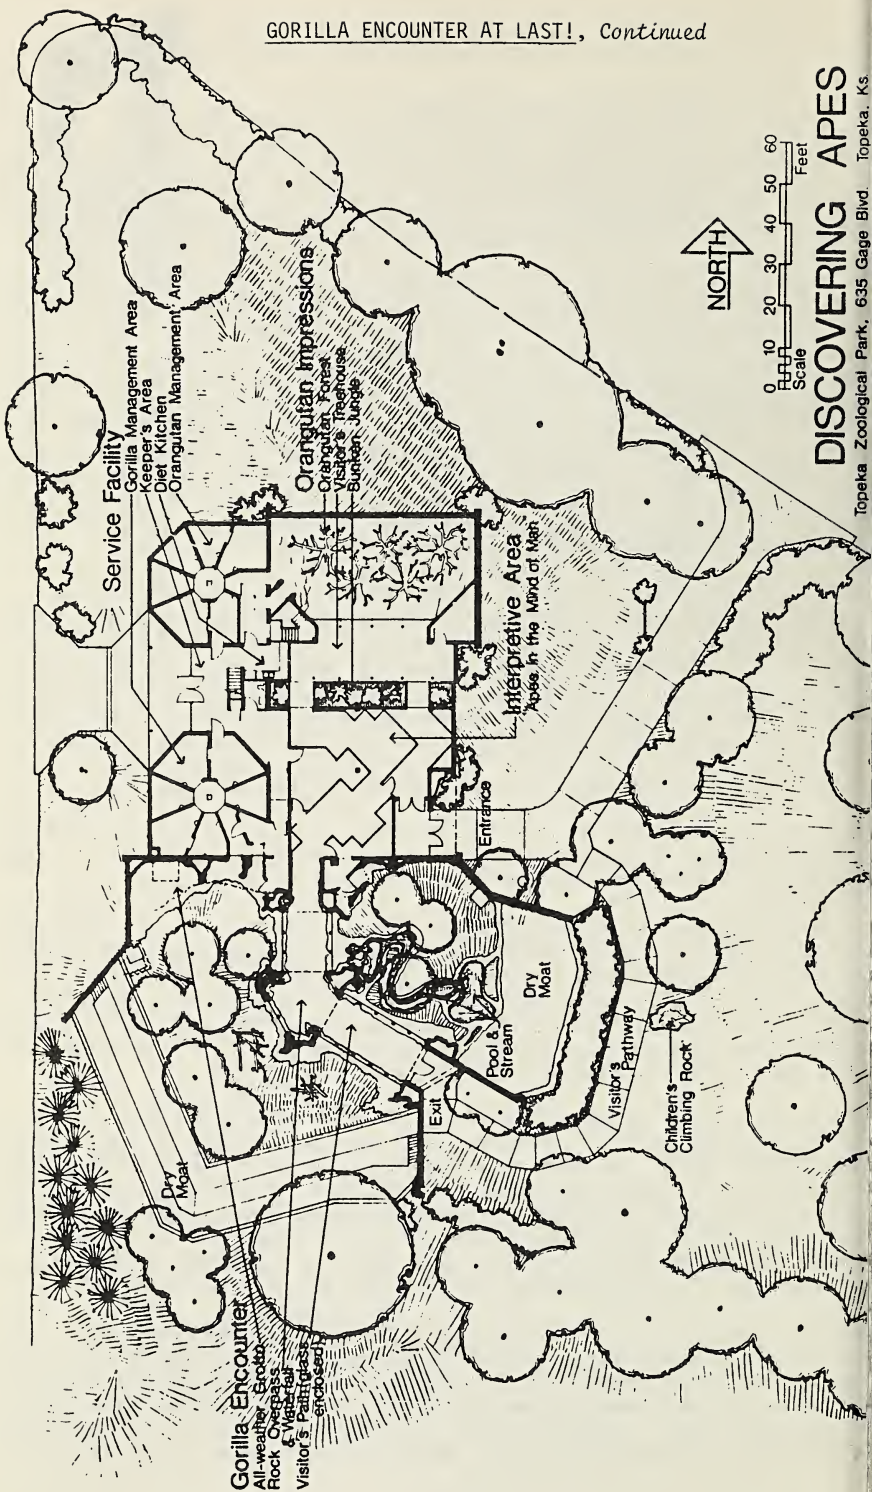 GORILLA ENCOUNTER AT LAST!, Continued
Service Facility
Gorilla Management Area
Keeper's Area
Diet Kitchen
Orangutan Management Area
Orangutan Impressions
Orangutan Forest
Visitor's Treehouse
Sunken Jungle
Interpretive Area
"Apes in the Mind of Man"
Entrance
Dry
Moat
Pool &
Stream
Exit
Visitor's
Pathway
Children's
Climbing Rock
Dry
Moat
Gorilla Encounter
All-weather Grotto
Rock Overpass
& Waterfall
Visitor's Path (glass
enclosed)
NORTH
0 10 20 30 40 50 60
Scale Feet
DISCOVERING APES
Topeka Zoological Park, 635 Gage Blvd. Topeka, Ks.